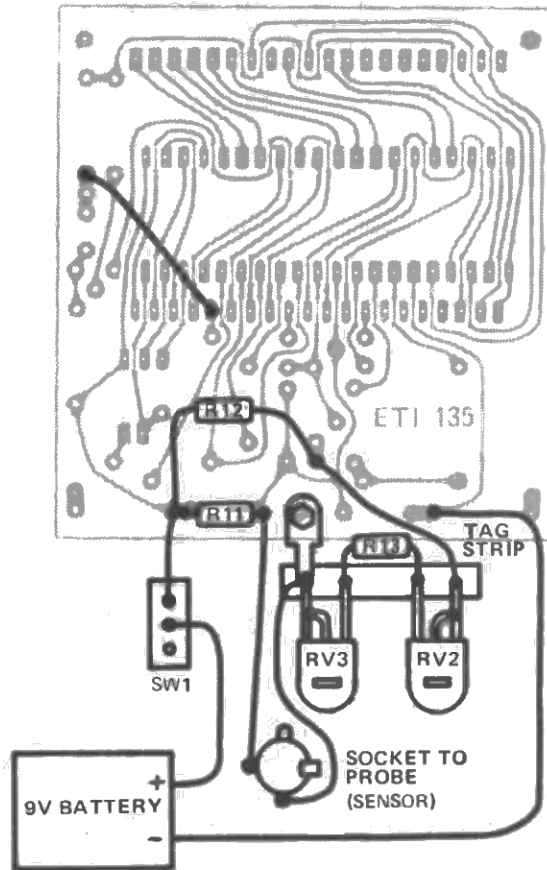 R12
ETI 135
R11
TAG
STRIP
R13
RV3
RV2
SW1
SOCKET TO
PROBE
(SENSOR)
+
9V BATTERY
-